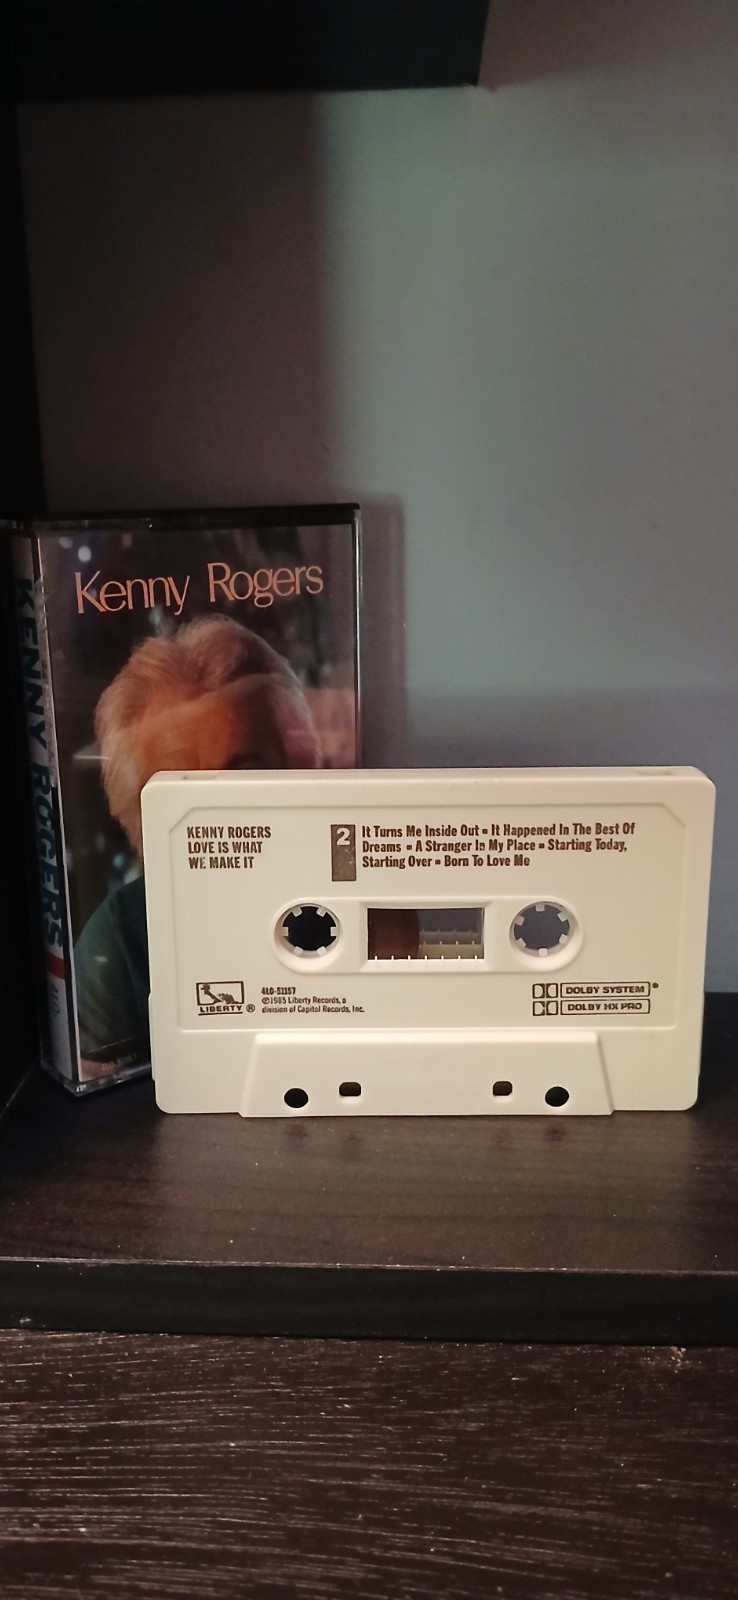 Kenny Rogers
KENNY ROGERS
KENNY ROGERS
LOVE IS WHAT
WE MAKE IT
2
It Turns Me Inside Out ▪ It Happened In The Best Of
Dreams ▪ A Stranger In My Place ▪ Starting Today,
Starting Over ▪ Born To Love Me
LIBERTY ®
4LO-51157
℗1985 Liberty Records, a
division of Capitol Records, Inc.
DOLBY SYSTEM®
DOLBY HX PRO